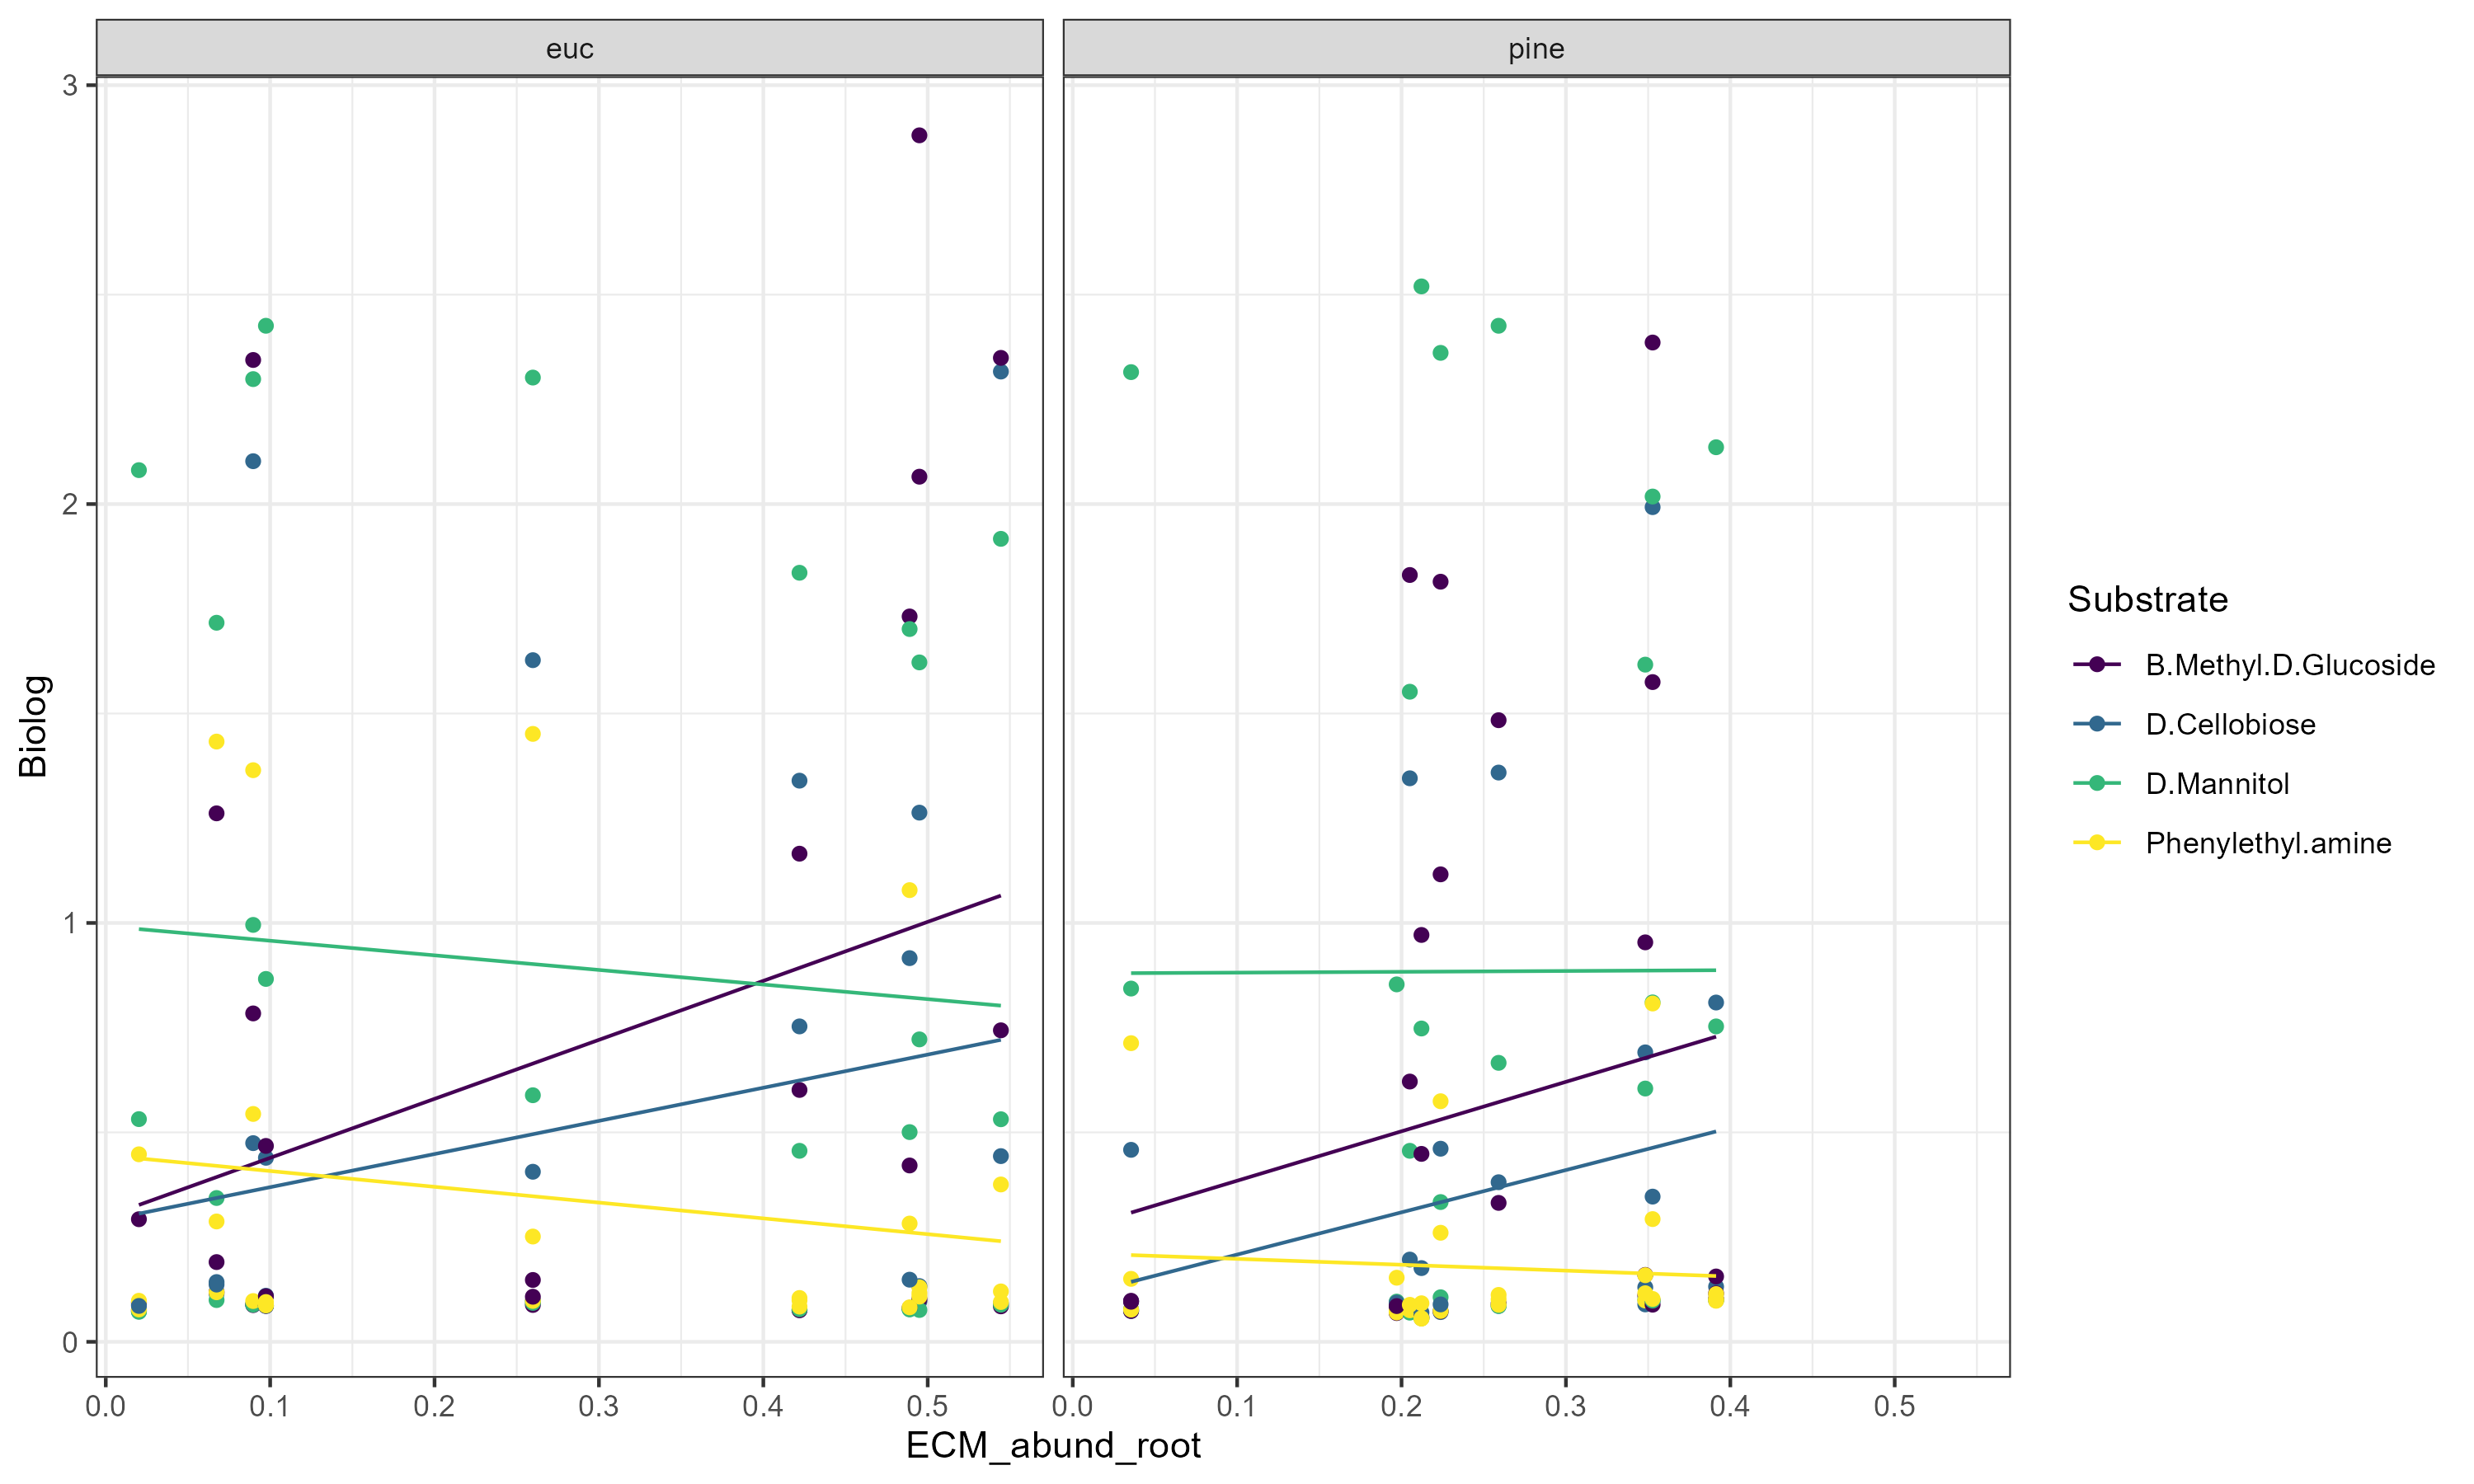 euc
pine
3
2
1
0
Biolog
0.0 0.1 0.2 0.3 0.4 0.5
0.0 0.1 0.2 0.3 0.4 0.5
ECM_abund_root
Substrate
B.Methyl.D.Glucoside
D.Cellobiose
D.Mannitol
Phenylethyl.amine